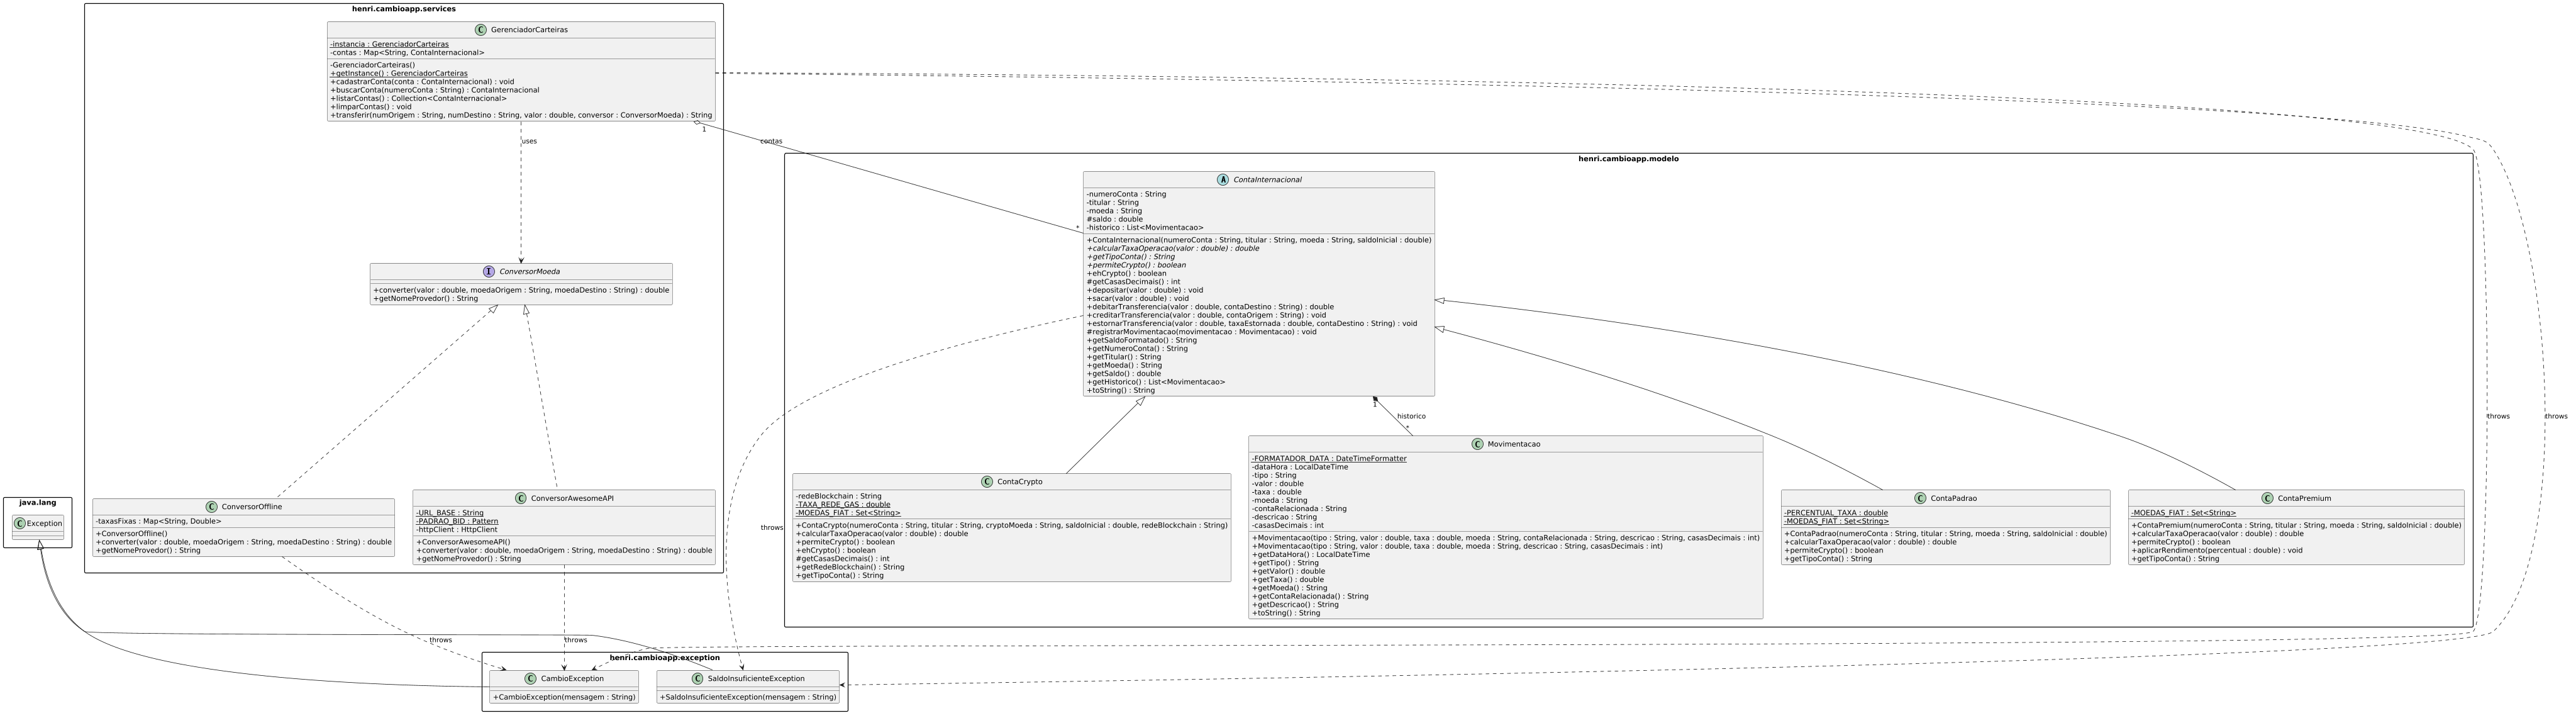 henri.cambioapp.services
GerenciadorCarteiras
-instancia : GerenciadorCarteiras
-contas : Map<String, ContaInternacional>
-GerenciadorCarteiras()
+getInstance() : GerenciadorCarteiras
+cadastrarConta(conta : ContaInternacional) : void
+buscarConta(numeroConta : String) : ContaInternacional
+listarContas() : Collection<ContaInternacional>
+limparContas() : void
+transferir(numOrigem : String, numDestino : String, valor : double, conversor : ConversorMoeda) : String
1
uses
contas
*
henri.cambioapp.modelo
ContaInternacional
-numeroConta : String
-titular : String
-moeda : String
#saldo : double
-historico : List<Movimentacao>
+ContaInternacional(numeroConta : String, titular : String, moeda : String, saldoInicial : double)
+calcularTaxaOperacao(valor : double) : double
+getTipoConta() : String
+permiteCrypto() : boolean
+ehCrypto() : boolean
#getCasasDecimais() : int
+depositar(valor : double) : void
+sacar(valor : double) : void
+debitarTransferencia(valor : double, contaDestino : String) : double
+creditarTransferencia(valor : double, contaOrigem : String) : void
+estornarTransferencia(valor : double, taxaEstornada : double, contaDestino : String) : void
#registrarMovimentacao(movimentacao : Movimentacao) : void
+getSaldoFormatado() : String
+getNumeroConta() : String
+getTitular() : String
+getMoeda() : String
+getSaldo() : double
+getHistorico() : List<Movimentacao>
+toString() : String
ConversorMoeda
+converter(valor : double, moedaOrigem : String, moedaDestino : String) : double
+getNomeProvedor() : String
1
historico
*
throws
throws
throws
java.lang
Exception
ConversorOffline
-taxasFixas : Map<String, Double>
+ConversorOffline()
+converter(valor : double, moedaOrigem : String, moedaDestino : String) : double
+getNomeProvedor() : String
ConversorAwesomeAPI
-URL_BASE : String
-PADRAO_BID : Pattern
-httpClient : HttpClient
+ConversorAwesomeAPI()
+converter(valor : double, moedaOrigem : String, moedaDestino : String) : double
+getNomeProvedor() : String
ContaCrypto
-redeBlockchain : String
-TAXA_REDE_GAS : double
-MOEDAS_FIAT : Set<String>
+ContaCrypto(numeroConta : String, titular : String, cryptoMoeda : String, saldoInicial : double, redeBlockchain : String)
+calcularTaxaOperacao(valor : double) : double
+permiteCrypto() : boolean
+ehCrypto() : boolean
#getCasasDecimais() : int
+getRedeBlockchain() : String
+getTipoConta() : String
Movimentacao
-FORMATADOR_DATA : DateTimeFormatter
-dataHora : LocalDateTime
-tipo : String
-valor : double
-taxa : double
-moeda : String
-contaRelacionada : String
-descricao : String
-casasDecimais : int
+Movimentacao(tipo : String, valor : double, taxa : double, moeda : String, contaRelacionada : String, descricao : String, casasDecimais : int)
+Movimentacao(tipo : String, valor : double, taxa : double, moeda : String, descricao : String, casasDecimais : int)
+getDataHora() : LocalDateTime
+getTipo() : String
+getValor() : double
+getTaxa() : double
+getMoeda() : String
+getContaRelacionada() : String
+getDescricao() : String
+toString() : String
ContaPadrao
-PERCENTUAL_TAXA : double
-MOEDAS_FIAT : Set<String>
+ContaPadrao(numeroConta : String, titular : String, moeda : String, saldoInicial : double)
+calcularTaxaOperacao(valor : double) : double
+permiteCrypto() : boolean
+getTipoConta() : String
ContaPremium
-MOEDAS_FIAT : Set<String>
+ContaPremium(numeroConta : String, titular : String, moeda : String, saldoInicial : double)
+calcularTaxaOperacao(valor : double) : double
+permiteCrypto() : boolean
+aplicarRendimento(percentual : double) : void
+getTipoConta() : String
throws
throws
henri.cambioapp.exception
CambioException
+CambioException(mensagem : String)
SaldoInsuficienteException
+SaldoInsuficienteException(mensagem : String)